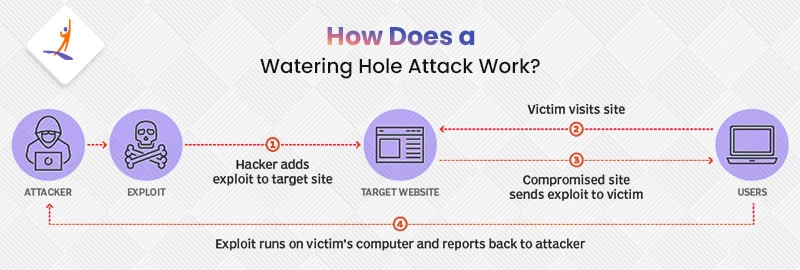 How Does a
Watering Hole Attack Work?
Victim visits site
2
1
3
Hacker adds
exploit to target site
Compromised site
sends exploit to victim
ATTACKER
EXPLOIT
TARGET WEBSITE
USERS
4
Exploit runs on victim's computer and reports back to attacker